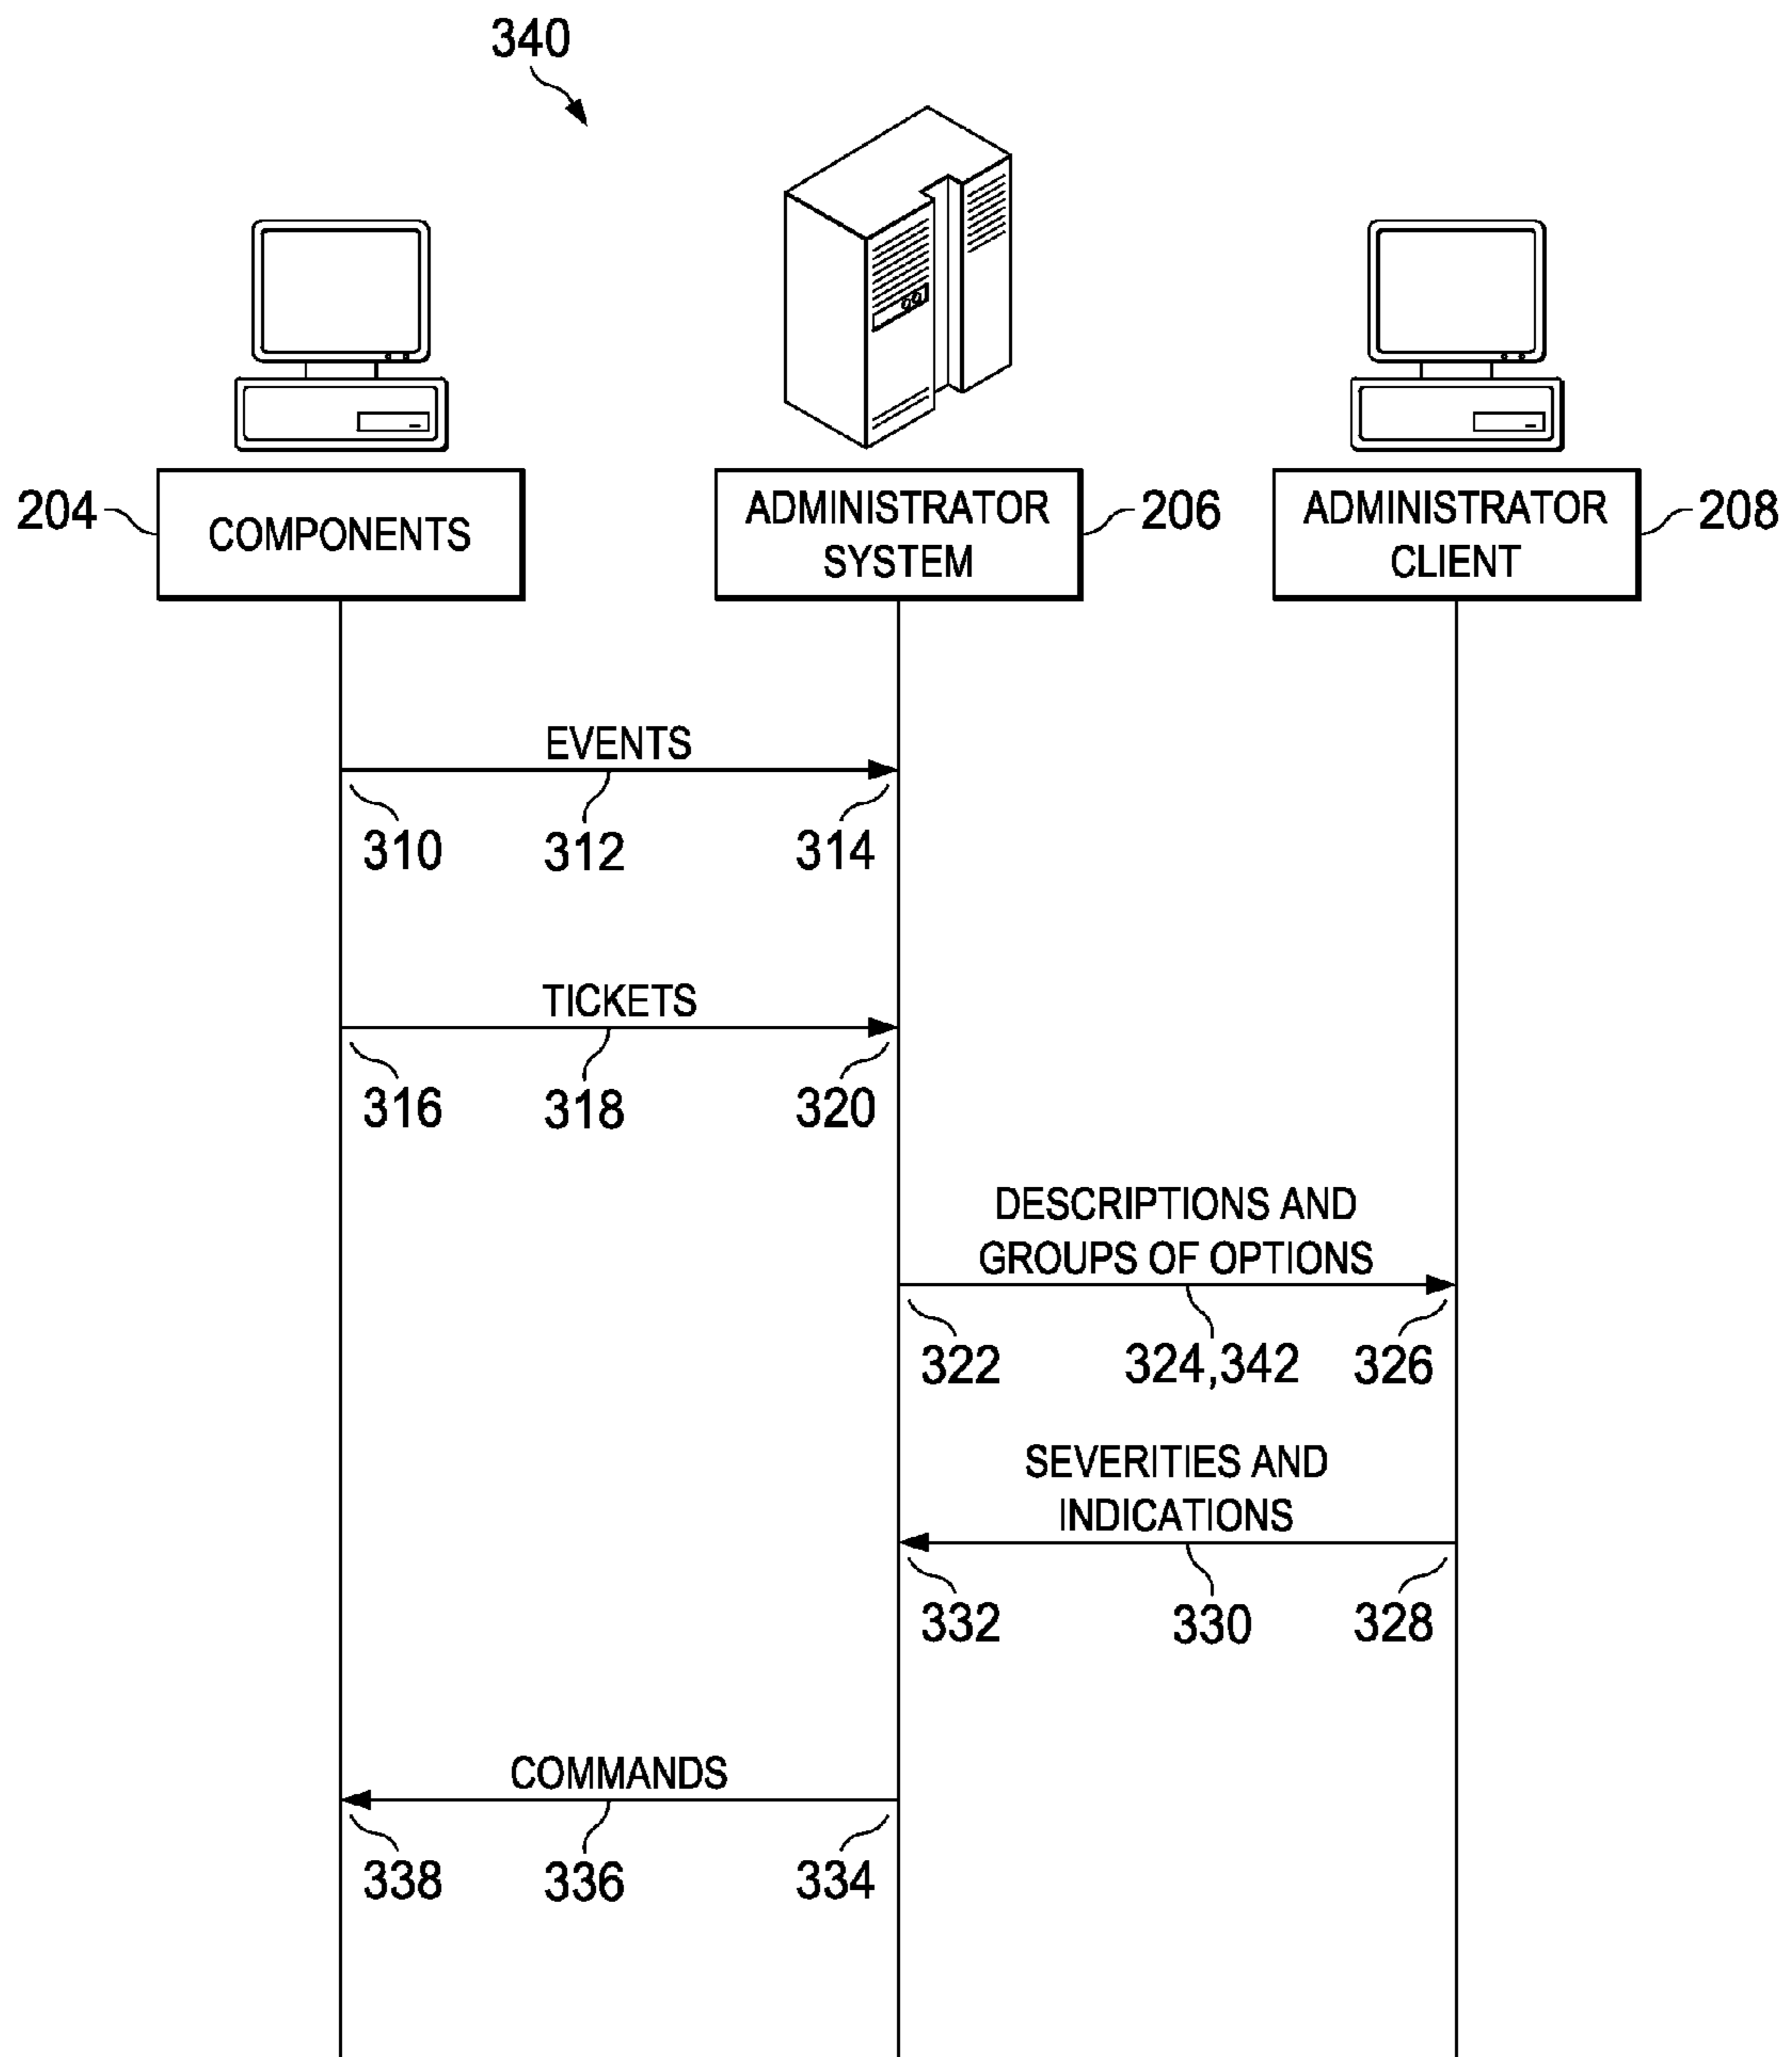 340
204
COMPONENTS
ADMINISTRATOR
SYSTEM
206
ADMINISTRATOR
CLIENT
208
EVENTS
310
312
314
TICKETS
316
318
320
DESCRIPTIONS AND
GROUPS OF OPTIONS
322
324,342
326
SEVERITIES AND
INDICATIONS
332
330
328
COMMANDS
338
336
334